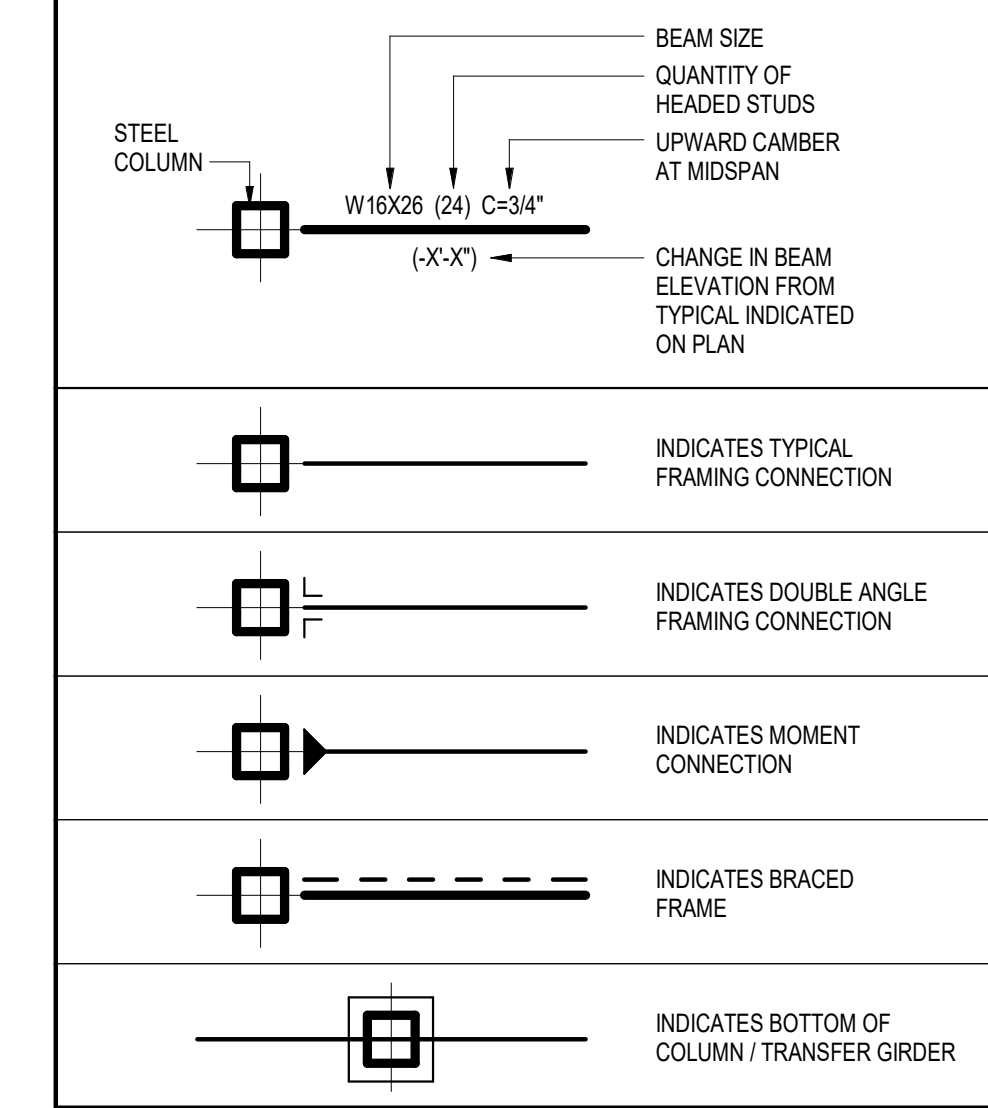 BEAM SIZE
QUANTITY OF
HEADED STUDS
UPWARD CAMBER
AT MIDSPAN
STEEL
COLUMN
W16X26 (24) C=3/4"
(-X'-X")
CHANGE IN BEAM
ELEVATION FROM
TYPICAL INDICATED
ON PLAN
INDICATES TYPICAL
FRAMING CONNECTION
INDICATES DOUBLE ANGLE
FRAMING CONNECTION
INDICATES MOMENT
CONNECTION
INDICATES BRACED
FRAME
INDICATES BOTTOM OF
COLUMN / TRANSFER GIRDER